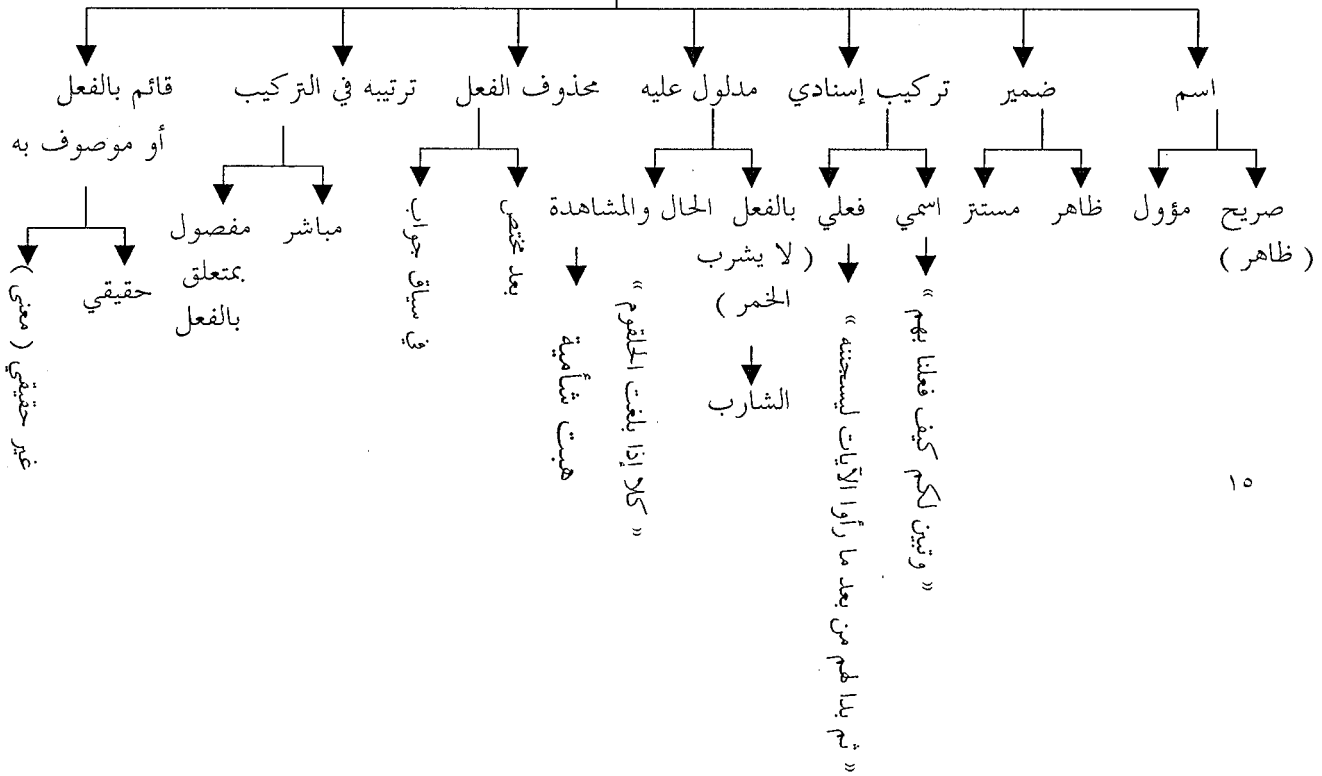 اسم
ضمير
تركيب إسنادي
مدلول عليه
محذوف الفعل
ترتيبه في التركيب
قائم بالفعل
أو موصوف به
صريح
( ظاهر )
مؤول
ظاهر
مستتر
اسمي
فعلي
بالفعل
( لا يشرب
الخمر )
الشارب
الحال والمشاهدة
بعد مختص
في سياق جواب
مباشر
مفصول
بمتعلق
بالفعل
حقيقي
غير حقيقي ( معنى )
« وتبين لكم كيف فعلنا بهم »
« ثم بدا لهم من بعد ما رأوا الآيات ليسجننه »
« كلا إذا بلغت الحلقوم »
هبت شأمية
١٥